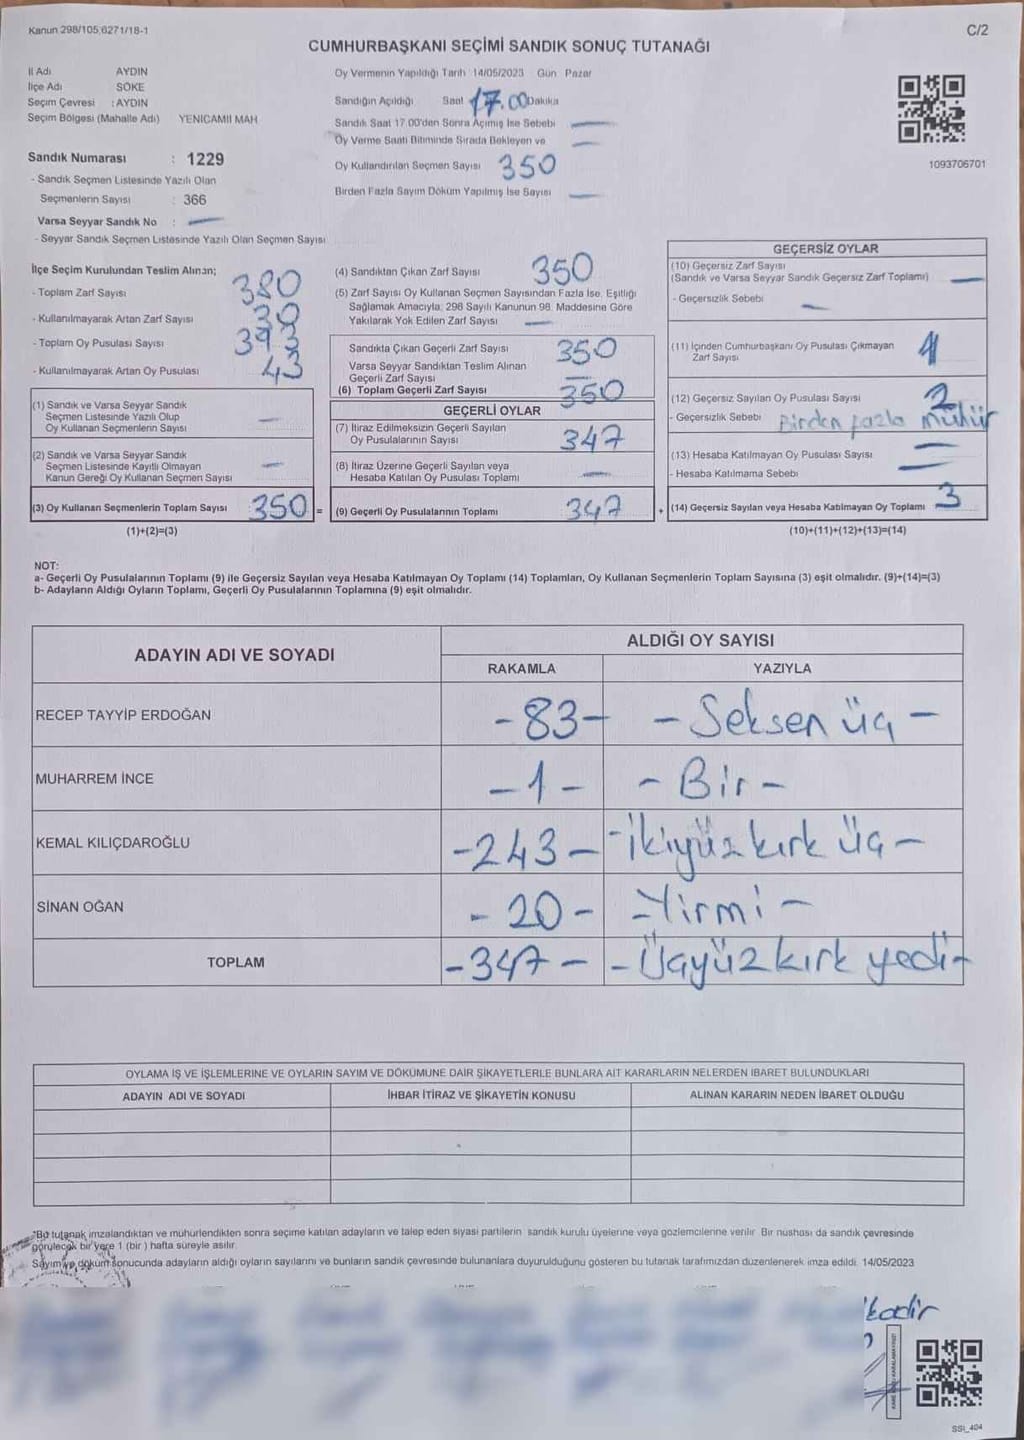 Kanun 298/105,6271/18-1
C/2
CUMHURBAŞKANI SEÇİMİ SANDIK SONUÇ TUTANAĞI
İl Adı AYDIN
İlçe Adı SÖKE
Seçim Çevresi : AYDIN
Seçim Bölgesi (Mahalle Adı) YENICAMII MAH
Sandık Numarası : 1229
- Sandık Seçmen Listesinde Yazılı Olan
Seçmenlerin Sayısı : 366
Varsa Seyyar Sandık No : —
- Seyyar Sandık Seçmen Listesinde Yazılı Olan Seçmen Sayısı
Oy Vermenin Yapıldığı Tarih 14/05/2023 Gün Pazar
Sandığın Açıldığı Saat 17.00 Dakika
Sandık Saat 17.00'den Sonra Açımış İse Sebebi —
Oy Verme Saati Bitiminde Sırada Bekleyen ve —
Oy Kullandırılan Seçmen Sayısı 350
Birden Fazla Sayım Döküm Yapılmış İse Sayısı —
1093706701
İlçe Seçim Kurulundan Teslim Alınan;
- Toplam Zarf Sayısı 380
- Kullanılmayarak Artan Zarf Sayısı 30
- Toplam Oy Pusulası Sayısı 393
- Kullanılmayarak Artan Oy Pusulası 43
(1) Sandık ve Varsa Seyyar Sandık
Seçmen Listesinde Yazılı Olup
Oy Kullanan Seçmenlerin Sayısı —
(2) Sandık ve Varsa Seyyar Sandık
Seçmen Listesinde Kayıtlı Olmayan
Kanun Gereği Oy Kullanan Seçmen Sayısı —
(3) Oy Kullanan Seçmenlerin Toplam Sayısı 350 =
(1)+(2)=(3)
(4) Sandıktan Çıkan Zarf Sayısı 350
(5) Zarf Sayısı Oy Kullanan Seçmen Sayısından Fazla İse, Eşitliği
Sağlamak Amacıyla, 298 Sayılı Kanunun 98. Maddesine Göre
Yakılarak Yok Edilen Zarf Sayısı —
Sandıkta Çıkan Geçerli Zarf Sayısı 350
Varsa Seyyar Sandıktan Teslim Alınan
Geçerli Zarf Sayısı —
(6) Toplam Geçerli Zarf Sayısı 350
GEÇERLİ OYLAR
(7) İtiraz Edilmeksizin Geçerli Sayılan
Oy Pusulalarının Sayısı 347
(8) İtiraz Üzerine Geçerli Sayılan veya
Hesaba Katılan Oy Pusulası Toplamı —
(9) Geçerli Oy Pusulalarının Toplamı 347 +
GEÇERSİZ OYLAR
(10) Geçersiz Zarf Sayısı
(Sandık ve Varsa Seyyar Sandık Geçersiz Zarf Toplamı) —
- Geçersizlik Sebebi —
(11) İçinden Cumhurbaşkanı Oy Pusulası Çıkmayan
Zarf Sayısı 1
(12) Geçersiz Sayılan Oy Pusulası Sayısı 2
- Geçersizlik Sebebi Birden fazla mühür
(13) Hesaba Katılmayan Oy Pusulası Sayısı —
- Hesaba Katılmama Sebebi —
(14) Geçersiz Sayılan veya Hesaba Katılmayan Oy Toplamı 3
(10)+(11)+(12)+(13)=(14)
NOT:
a- Geçerli Oy Pusulalarının Toplamı (9) ile Geçersiz Sayılan veya Hesaba Katılmayan Oy Toplamı (14) Toplamları, Oy Kullanan Seçmenlerin Toplam Sayısına (3) eşit olmalıdır. (9)+(14)=(3)
b- Adayların Aldığı Oyların Toplamı, Geçerli Oy Pusulalarının Toplamına (9) eşit olmalıdır.
ADAYIN ADI VE SOYADI
ALDIĞI OY SAYISI
RAKAMLA YAZIYLA
RECEP TAYYİP ERDOĞAN -83- - Seksen üç -
MUHARREM İNCE -1- - Bir -
KEMAL KILIÇDAROĞLU -243- - İkiyüz kırk üç -
SİNAN OĞAN -20- - Yirmi -
TOPLAM -347- - Üçyüz kırk yedi -
OYLAMA İŞ VE İŞLEMLERİNE VE OYLARIN SAYIM VE DÖKÜMÜNE DAİR ŞİKAYETLERLE BUNLARA AİT KARARLARIN NELERDEN İBARET BULUNDUKLARI
ADAYIN ADI VE SOYADI İHBAR İTİRAZ VE ŞİKAYETİN KONUSU ALINAN KARARIN NEDEN İBARET OLDUĞU
*Bu tutanak imzalandıktan ve mühürlendikten sonra seçime katılan adayların ve talep eden siyasi partilerin sandık kurulu üyelerine veya gözlemcilerine verilir. Bir nüshası da sandık çevresinde
görülecek bir yere 1 (bir) hafta süreyle asılır.
Sayım ve döküm sonucunda adayların aldığı oyların sayılarını ve bunların sandık çevresinde bulunanlara duyurulduğunu gösteren bu tutanak tarafımızdan düzenlenerek imza edildi. 14/05/2023
SSI_404